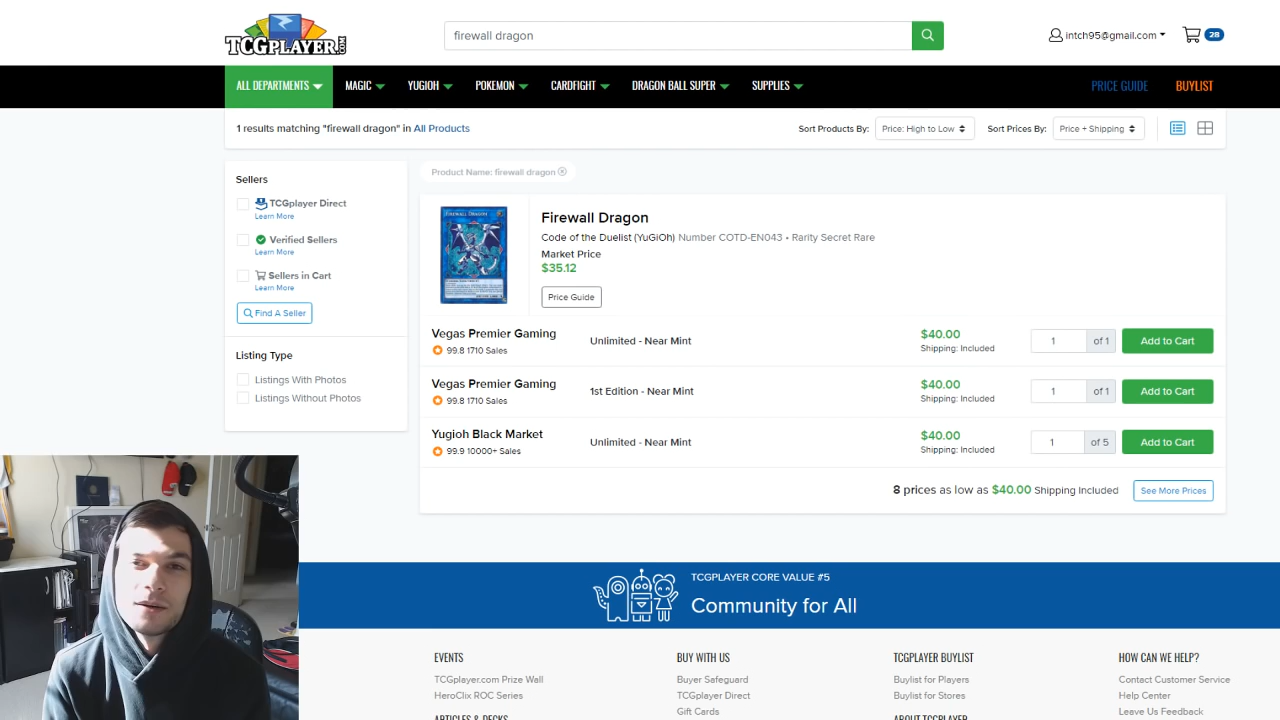 TCGPLAYER.COM
firewall dragon
intch95@gmail.com
28
ALL DEPARTMENTS
MAGIC
YUGIOH
POKEMON
CARDFIGHT
DRAGON BALL SUPER
SUPPLIES
PRICE GUIDE
BUYLIST
1 results matching "firewall dragon" in All Products
Sort Products By:
Price: High to Low
Sort Prices By:
Price + Shipping
Sellers
TCGplayer Direct
Learn More
Verified Sellers
Learn More
Sellers in Cart
Learn More
Find A Seller
Listing Type
Listings With Photos
Listings Without Photos
Product Name: firewall dragon
FIREWALL DRAGON
Firewall Dragon
Code of the Duelist (YuGiOh) Number COTD-EN043 • Rarity Secret Rare
Market Price
$35.12
Price Guide
Vegas Premier Gaming
99.8 1710 Sales
Unlimited - Near Mint
$40.00
Shipping: Included
1
of 1
Add to Cart
Vegas Premier Gaming
99.8 1710 Sales
1st Edition - Near Mint
$40.00
Shipping: Included
1
of 1
Add to Cart
Yugioh Black Market
99.9 10000+ Sales
Unlimited - Near Mint
$40.00
Shipping: Included
1
of 5
Add to Cart
8 prices as low as $40.00 Shipping Included
See More Prices
TCGPLAYER CORE VALUE #5
Community for All
EVENTS
TCGplayer.com Prize Wall
HeroClix ROC Series
ARTICLES & DECKS
BUY WITH US
Buyer Safeguard
TCGplayer Direct
Gift Cards
TCGPLAYER BUYLIST
Buylist for Players
Buylist for Stores
ABOUT TCGPLAYER
HOW CAN WE HELP?
Contact Customer Service
Help Center
Leave Us Feedback